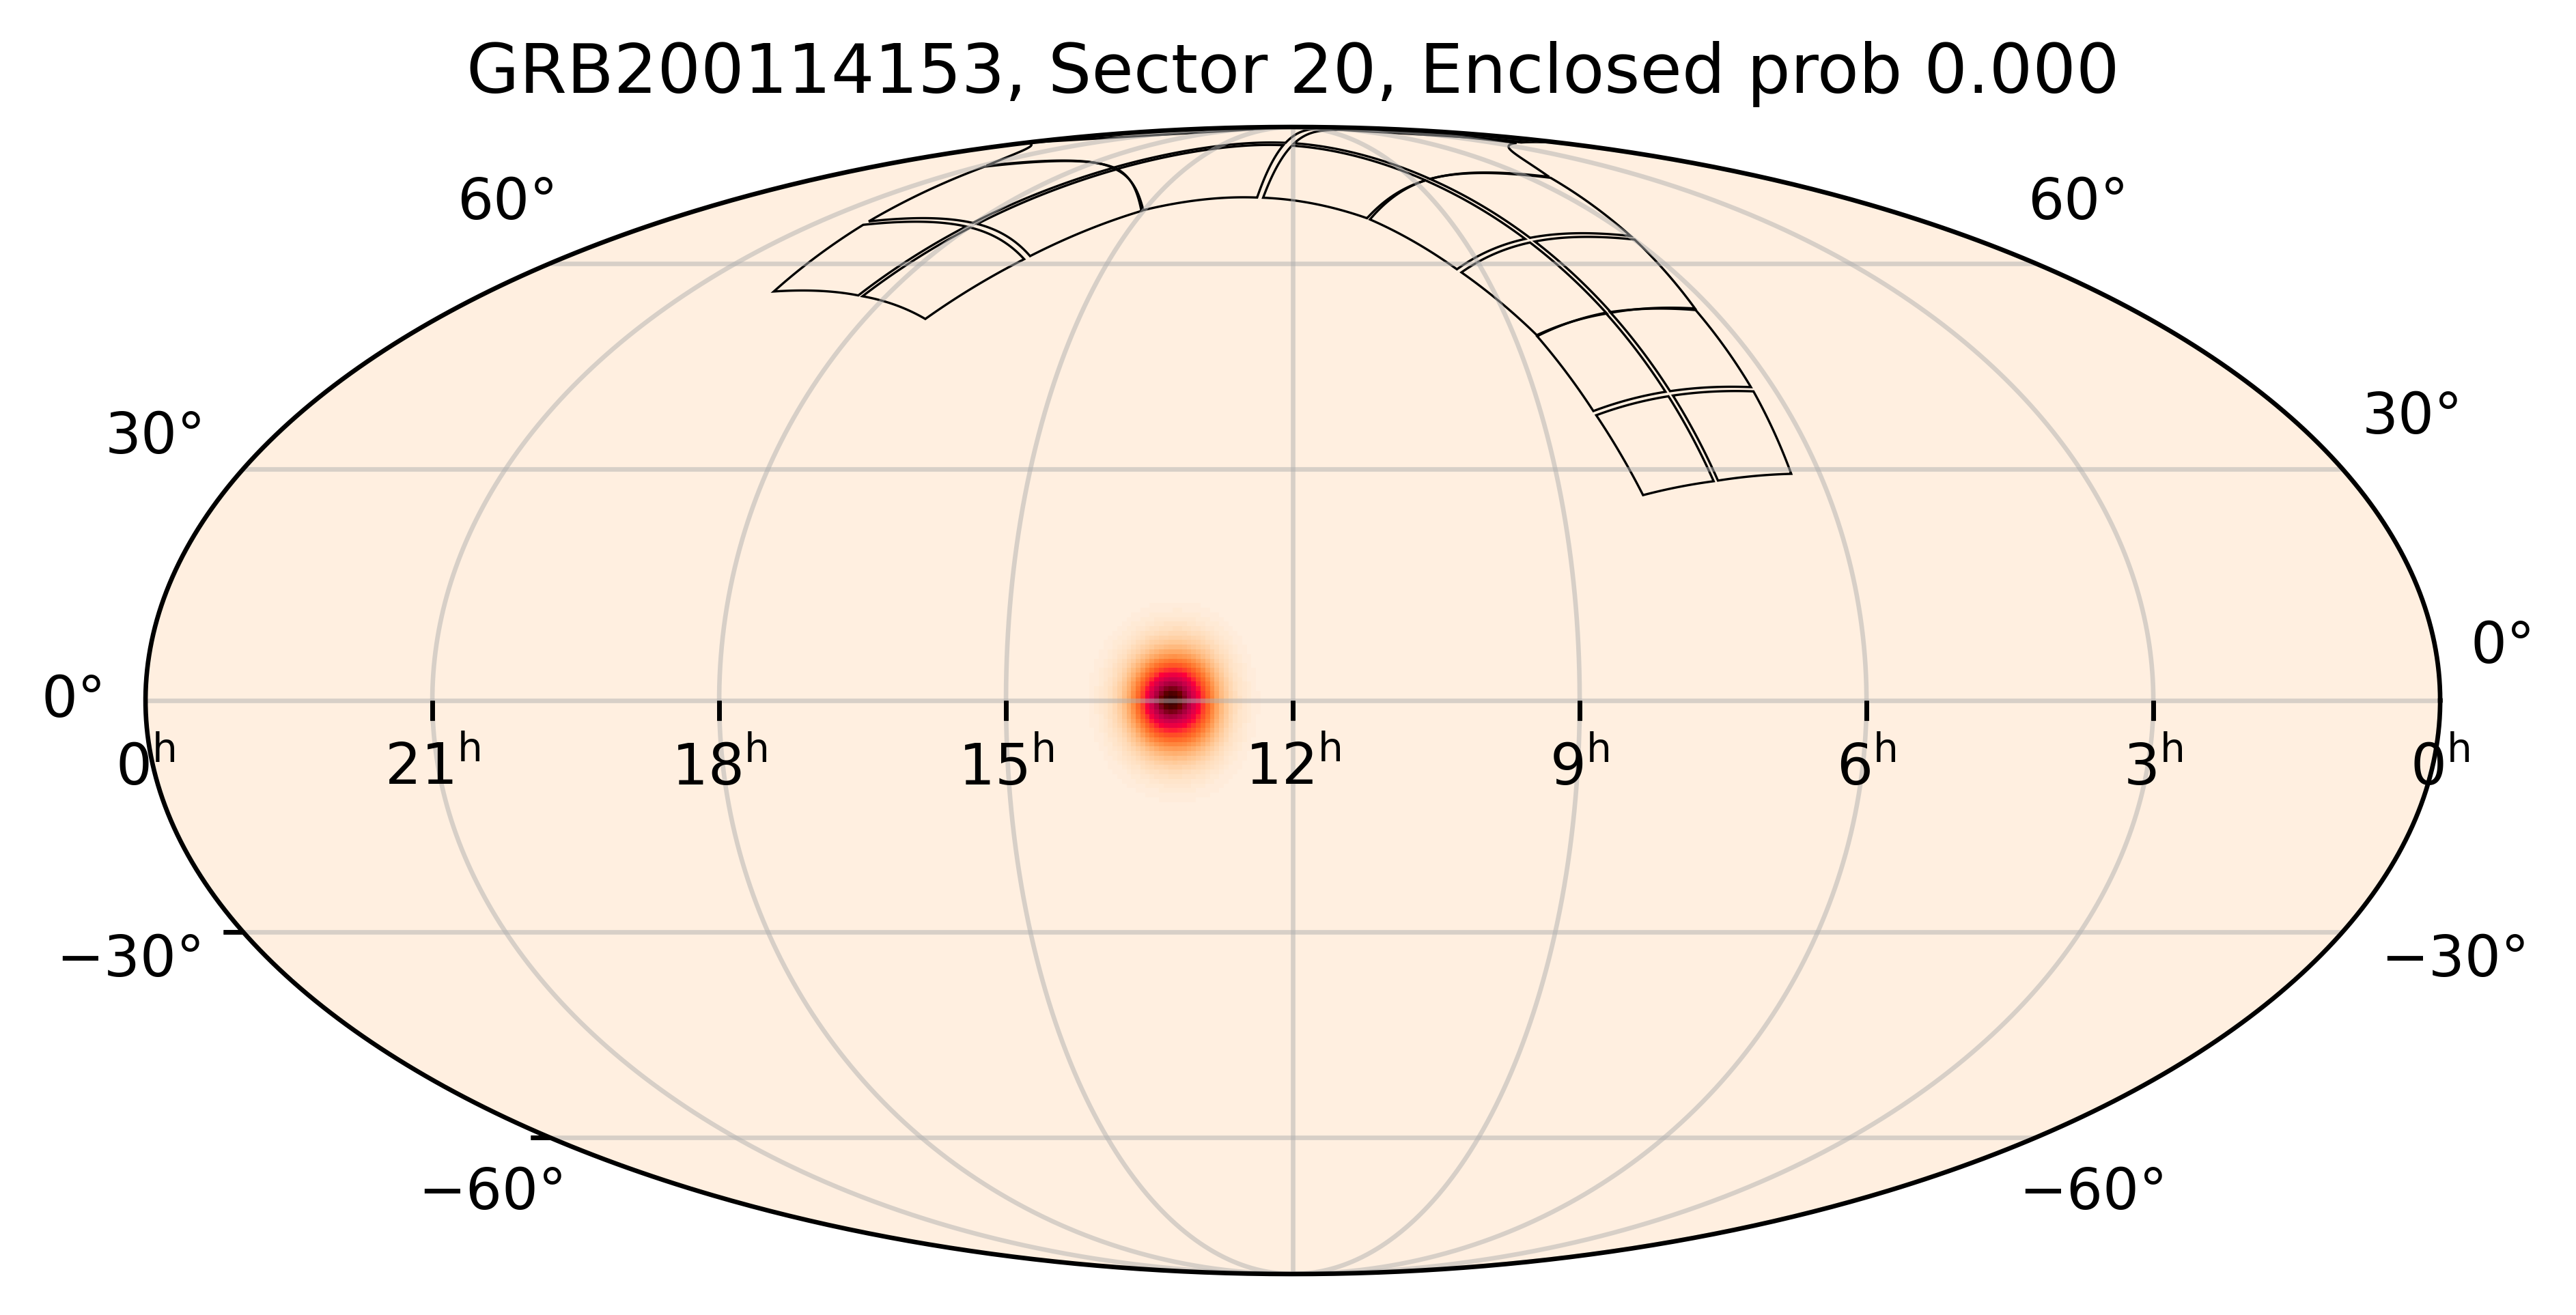 GRB200114153, Sector 20, Enclosed prob 0.000
60° 60°
30° 30°
0° 0°
0h 21h 18h 15h 12h 9h 6h 3h 0h
−30° −30°
−60° −60°